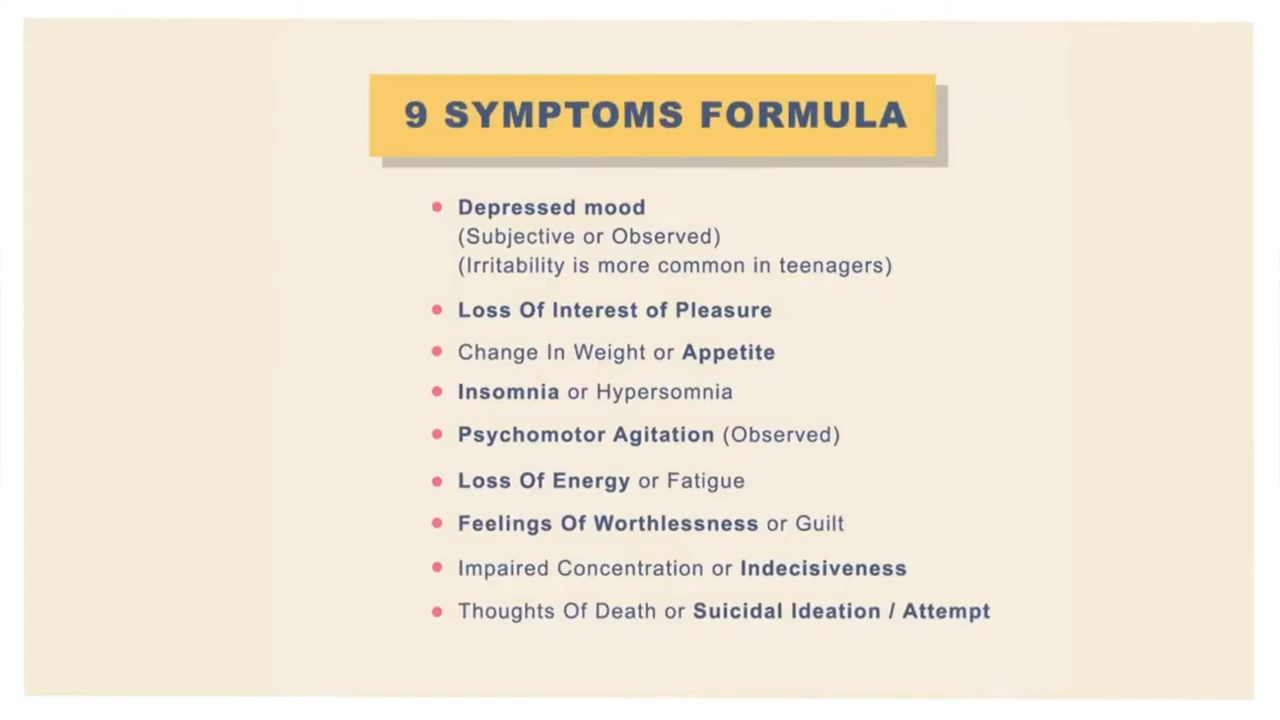 9 SYMPTOMS FORMULA
Depressed mood
(Subjective or Observed)
(Irritability is more common in teenagers)
Loss Of Interest of Pleasure
Change In Weight or Appetite
Insomnia or Hypersomnia
Psychomotor Agitation (Observed)
Loss Of Energy or Fatigue
Feelings Of Worthlessness or Guilt
Impaired Concentration or Indecisiveness
Thoughts Of Death or Suicidal Ideation / Attempt